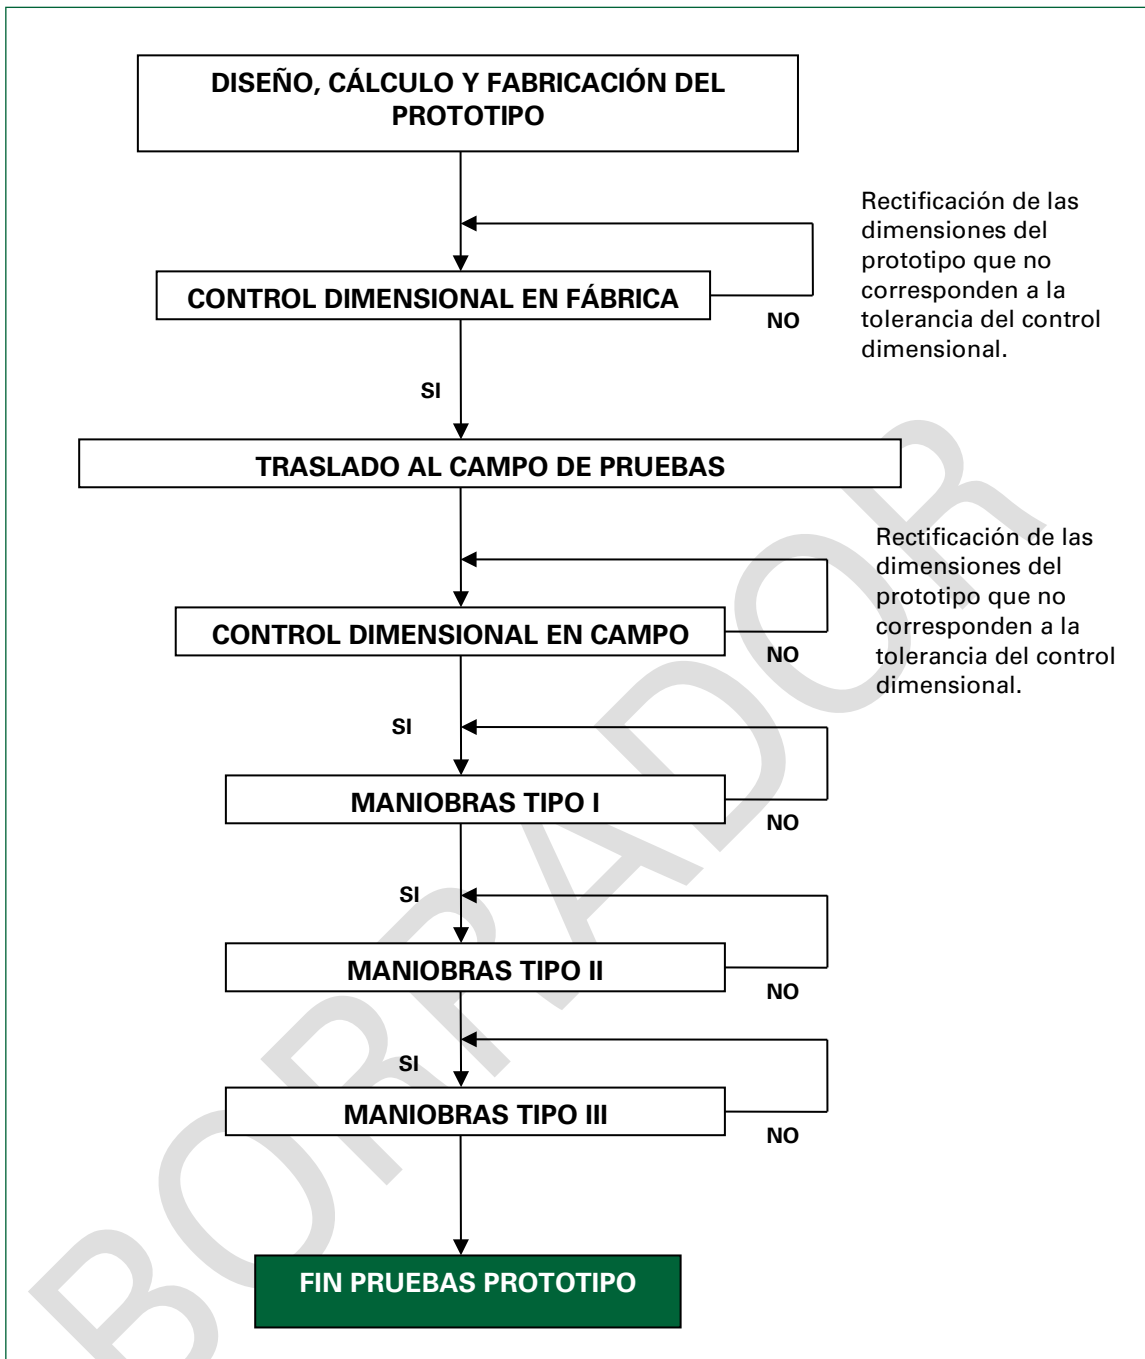 DISEÑO, CÁLCULO Y FABRICACIÓN DEL
PROTOTIPO
Rectificación de las
dimensiones del
prototipo que no
corresponden a la
tolerancia del control
dimensional.
CONTROL DIMENSIONAL EN FÁBRICA
NO
SI
TRASLADO AL CAMPO DE PRUEBAS
Rectificación de las
dimensiones del
prototipo que no
corresponden a la
tolerancia del control
dimensional.
CONTROL DIMENSIONAL EN CAMPO
NO
SI
MANIOBRAS TIPO I
NO
SI
MANIOBRAS TIPO II
NO
SI
MANIOBRAS TIPO III
NO
FIN PRUEBAS PROTOTIPO
BORRADOR